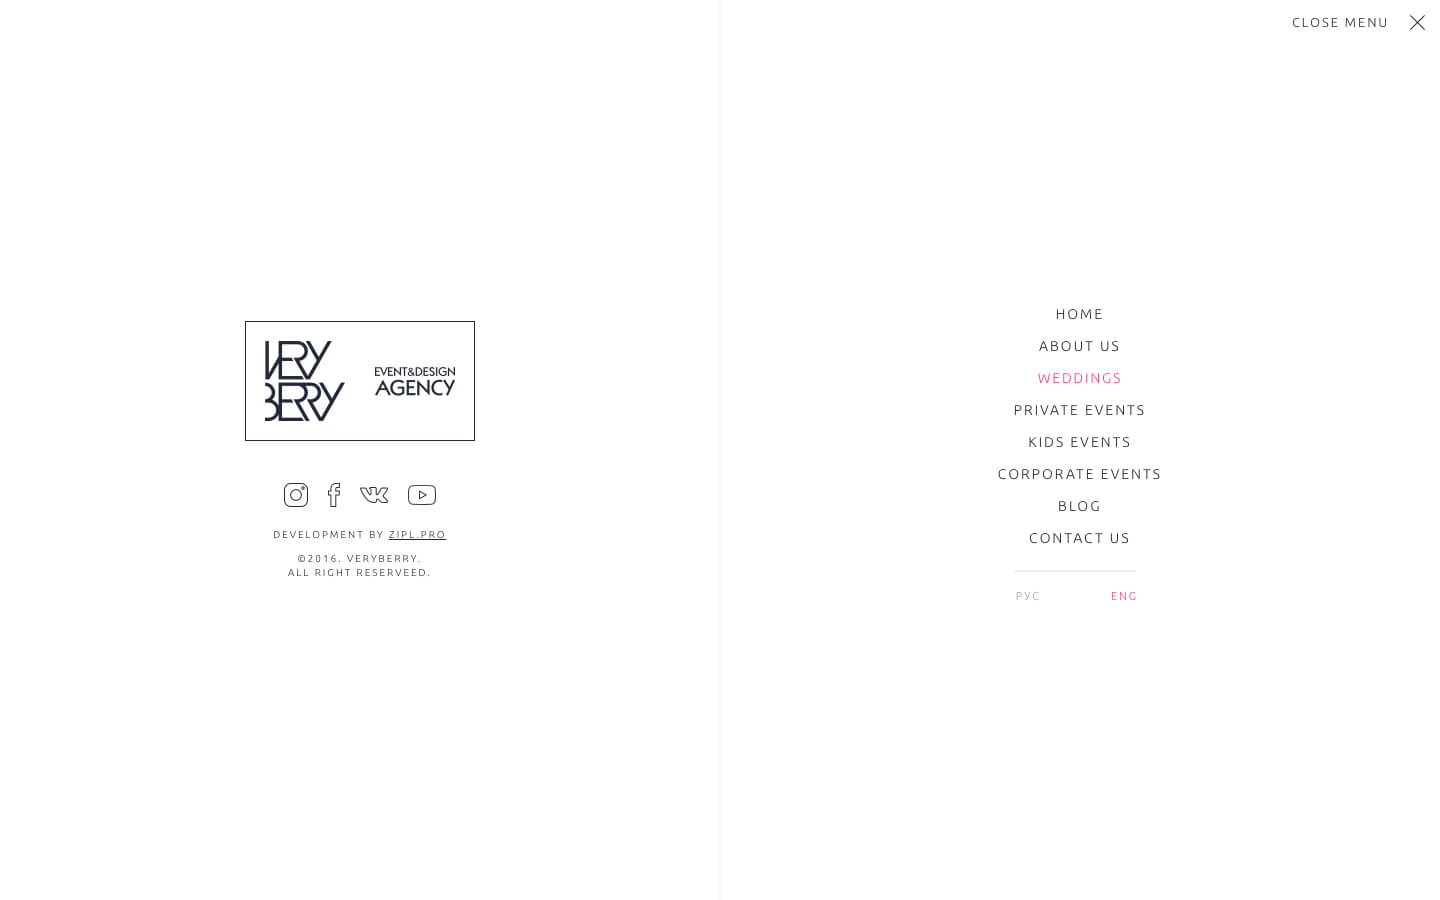 CLOSE MENU
VERY
BERRY
EVENT&DESIGN
AGENCY
DEVELOPMENT BY ZIPL.PRO
©2016. VERYBERRY.
ALL RIGHT RESERVEED.
HOME
ABOUT US
WEDDINGS
PRIVATE EVENTS
KIDS EVENTS
CORPORATE EVENTS
BLOG
CONTACT US
РУС ENG